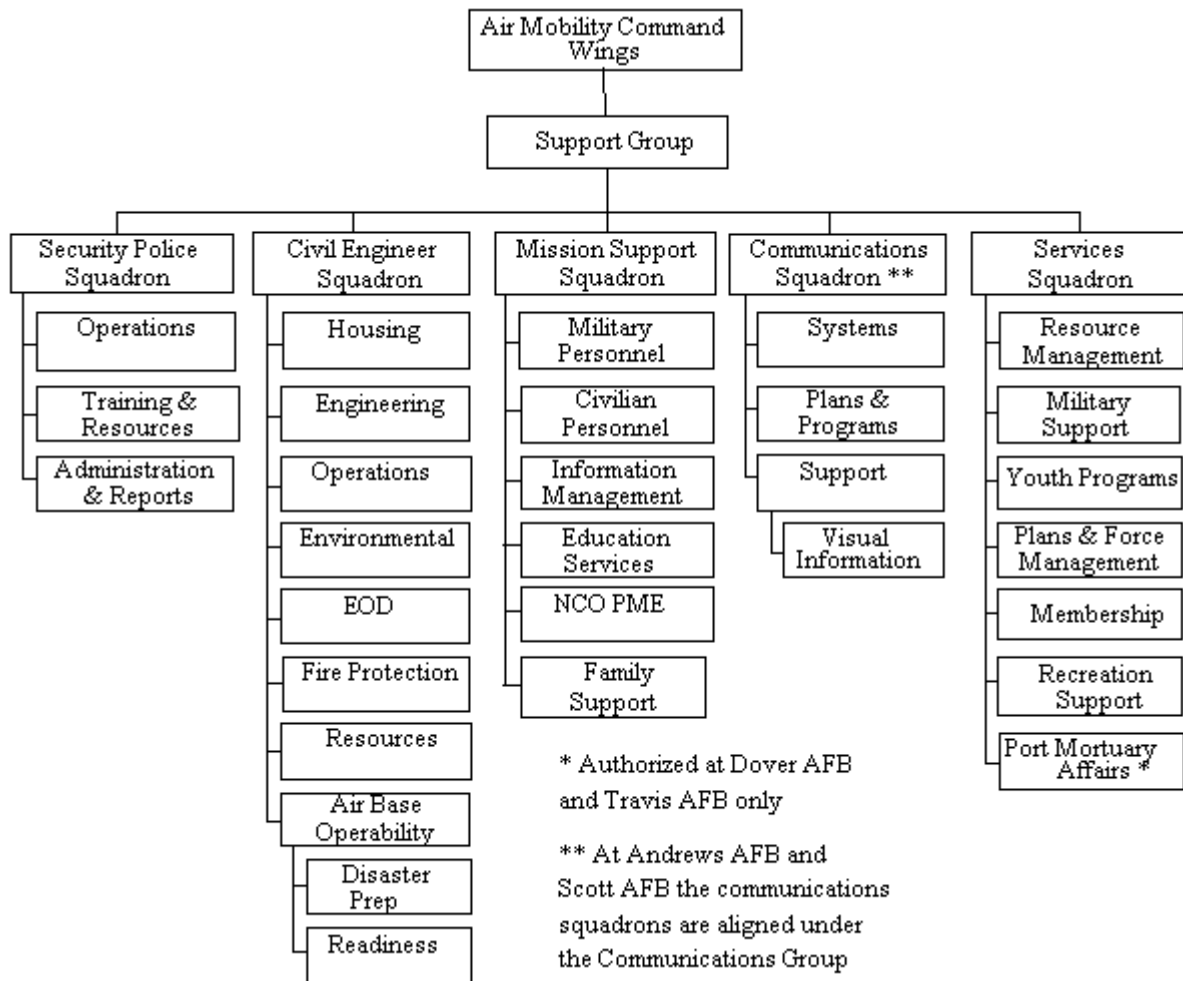 Air Mobility Command
Wings
Support Group
Security Police
Squadron
Operations
Training &
Resources
Administration
& Reports
Civil Engineer
Squadron
Housing
Engineering
Operations
Environmental
EOD
Fire Protection
Resources
Air Base
Operability
Disaster
Prep
Readiness
Mission Support
Squadron
Military
Personnel
Civilian
Personnel
Information
Management
Education
Services
NCO PME
Family
Support
Communications
Squadron **
Systems
Plans &
Programs
Support
Visual
Information
Services
Squadron
Resource
Management
Military
Support
Youth Programs
Plans & Force
Management
Membership
Recreation
Support
Port Mortuary
Affairs *
* Authorized at Dover AFB
and Travis AFB only
** At Andrews AFB and
Scott AFB the communications
squadrons are aligned under
the Communications Group